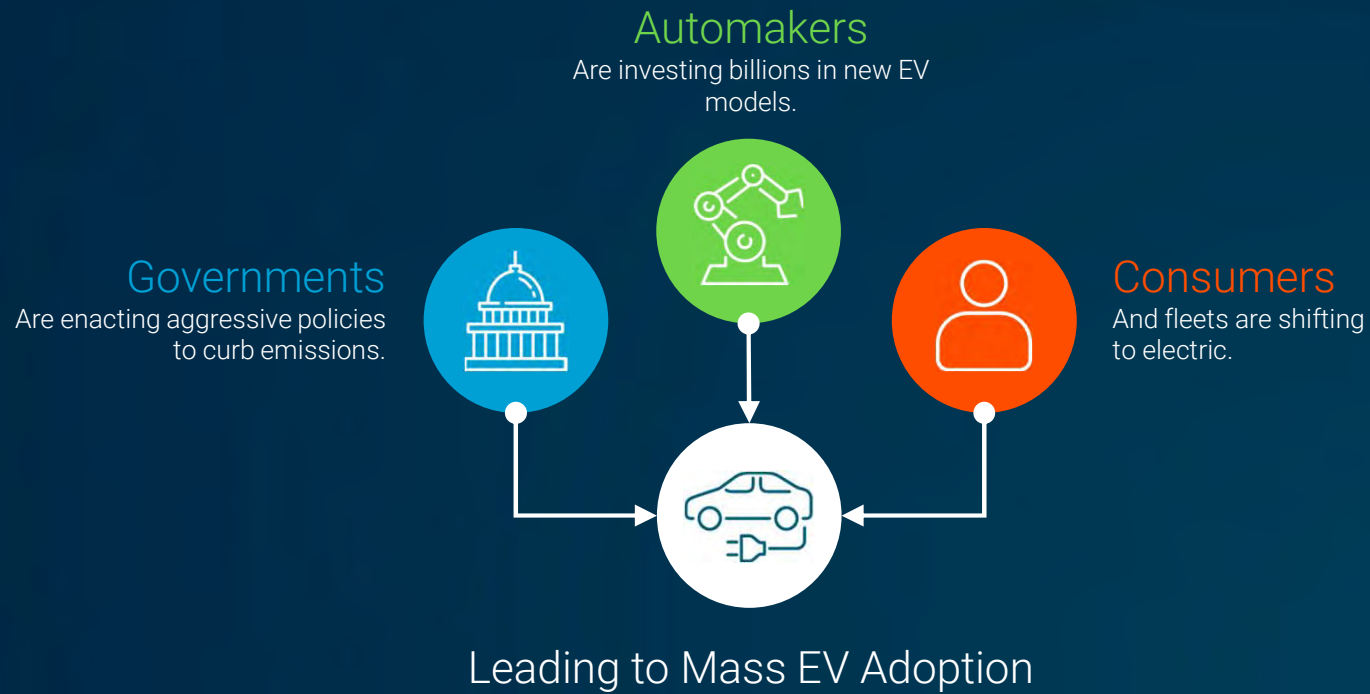 Automakers
Are investing billions in new EV
models.
Governments
Are enacting aggressive policies
to curb emissions.
Consumers
And fleets are shifting
to electric.
Leading to Mass EV Adoption